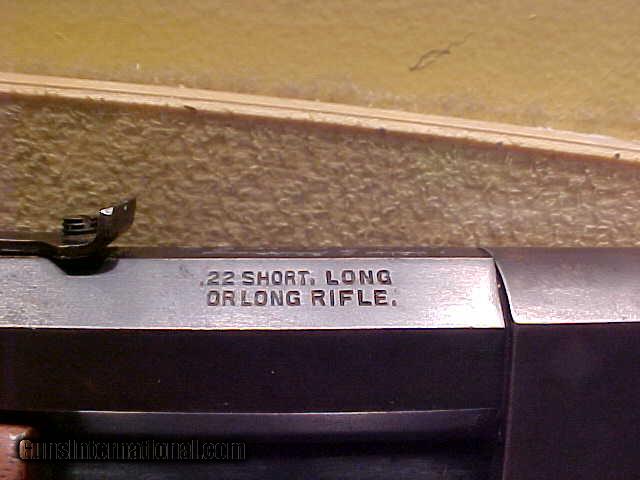 .22 SHORT, LONG
OR LONG RIFLE.
GunsInternational.com